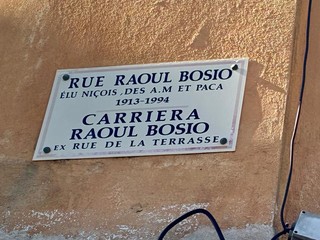 RUE RAOUL BOSIO
ÉLU NIÇOIS, DES A.M ET PACA
1913-1994
CARRIERA
RAOUL BOSIO
EX RUE DE LA TERRASSE